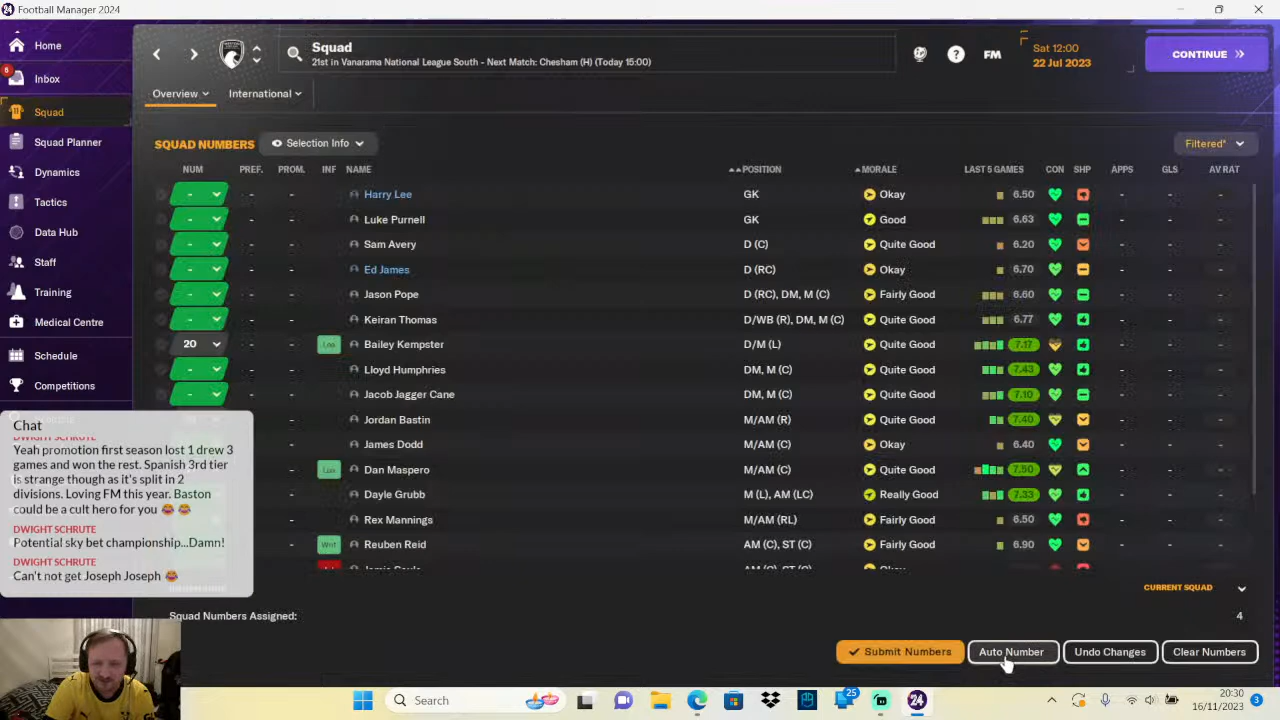 Football Manager 2024
Home
Inbox
6
Squad
Squad Planner
Dynamics
Tactics
Data Hub
Staff
Training
Medical Centre
Schedule
Competitions
Squad
21st in Vanarama National League South - Next Match: Chesham (H) (Today 15:00)
FM
Sat 12:00
22 Jul 2023
CONTINUE
Overview
International
SQUAD NUMBERS
Selection Info
Filtered*
NUM PREF. PROM. INF NAME POSITION MORALE LAST 5 GAMES CON SHP APPS GLS AV RAT
- - - Harry Lee GK Okay 6.50 - - -
- - - Luke Purnell GK Good 6.63 - - -
- - - Sam Avery D (C) Quite Good 6.20 - - -
- - - Ed James D (RC) Okay 6.70 - - -
- - - Jason Pope D (RC), DM, M (C) Fairly Good 6.60 - - -
- - - Keiran Thomas D/WB (R), DM, M (C) Quite Good 6.77 - - -
20 - - Bailey Kempster D/M (L) Quite Good 7.17 - - -
- - - Lloyd Humphries DM, M (C) Quite Good 7.43 - - -
- - - Jacob Jagger Cane DM, M (C) Quite Good 7.10 - - -
- - Jordan Bastin M/AM (R) Quite Good 7.40 - - -
- - James Dodd M/AM (C) Okay 6.40 - - -
- - Dan Maspero M/AM (C) Quite Good 7.50 - - -
- - Dayle Grubb M (L), AM (LC) Really Good 7.33 - - -
- - Rex Mannings M/AM (RL) Fairly Good 6.50 - - -
- Wnt Reuben Reid AM (C), ST (C) Fairly Good 6.90 - - -
Chat
DWIGHT SCHRUTE
Yeah promotion first season lost 1 drew 3
games and won the rest. Spanish 3rd tier
is strange though as it's split in 2
divisions. Loving FM this year. Baston
could be a cult hero for you 😂 😂
DWIGHT SCHRUTE
Potential sky bet championship...Damn!
DWIGHT SCHRUTE
Can't not get Joseph Joseph 😂
CURRENT SQUAD
Squad Numbers Assigned: 4
Submit Numbers
Auto Number
Undo Changes
Clear Numbers
Search
25
24
20:30
16/11/2023
3